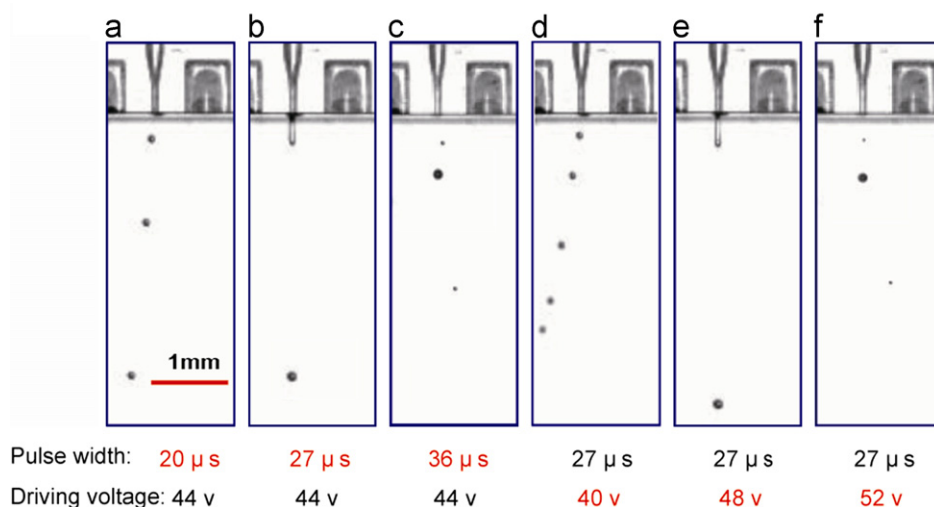 a b c d e f
1mm
Pulse width: 20 μ s 27 μ s 36 μ s 27 μ s 27 μ s 27 μ s
Driving voltage: 44 v 44 v 44 v 40 v 48 v 52 v